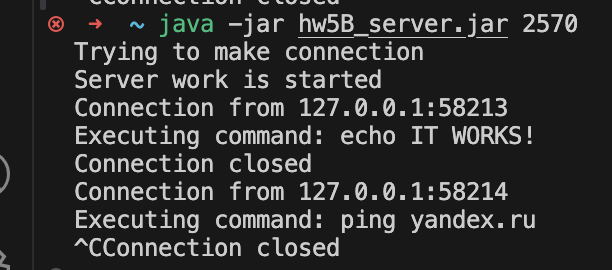 Connection closed
➜ ~ java -jar hw5B_server.jar 2570
Trying to make connection
Server work is started
Connection from 127.0.0.1:58213
Executing command: echo IT WORKS!
Connection closed
Connection from 127.0.0.1:58214
Executing command: ping yandex.ru
^CConnection closed